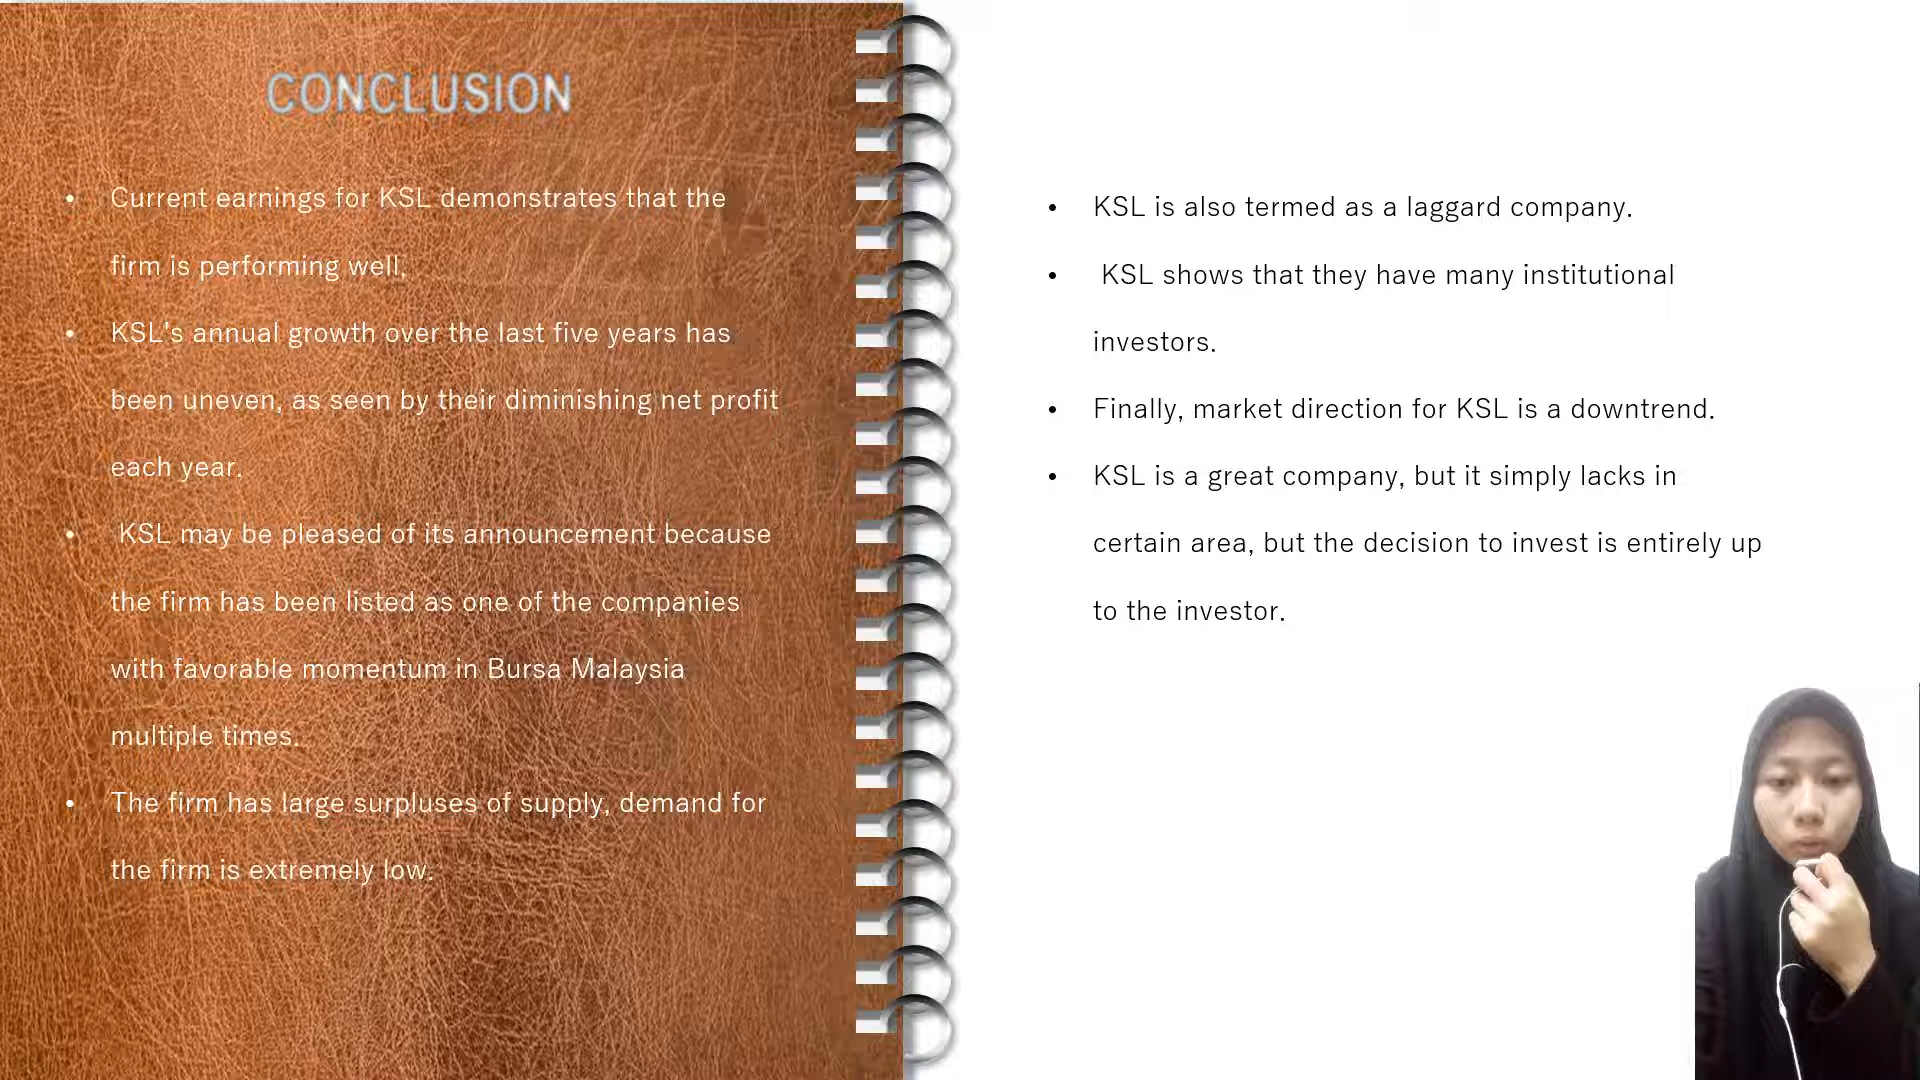 CONCLUSION
• Current earnings for KSL demonstrates that the
firm is performing well.
• KSL's annual growth over the last five years has
been uneven, as seen by their diminishing net profit
each year.
• KSL may be pleased of its announcement because
the firm has been listed as one of the companies
with favorable momentum in Bursa Malaysia
multiple times.
• The firm has large surpluses of supply, demand for
the firm is extremely low.
• KSL is also termed as a laggard company.
• KSL shows that they have many institutional
investors.
• Finally, market direction for KSL is a downtrend.
• KSL is a great company, but it simply lacks in
certain area, but the decision to invest is entirely up
to the investor.